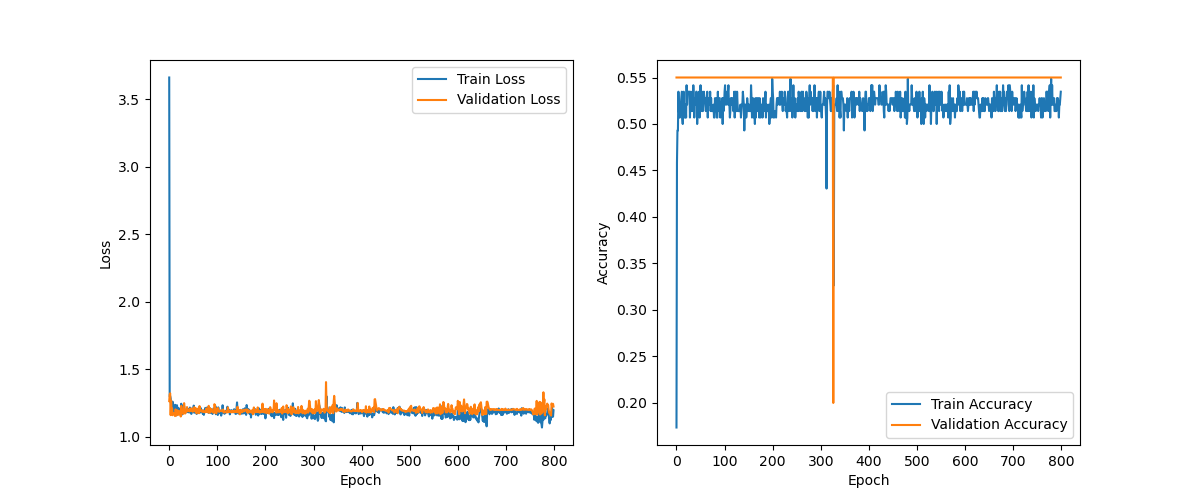 Train Loss
Validation Loss
3.5
3.0
2.5
2.0
1.5
1.0
Loss
0 100 200 300 400 500 600 700 800
Epoch
0.55
0.50
0.45
0.40
0.35
0.30
0.25
0.20
Accuracy
Train Accuracy
Validation Accuracy
0 100 200 300 400 500 600 700 800
Epoch